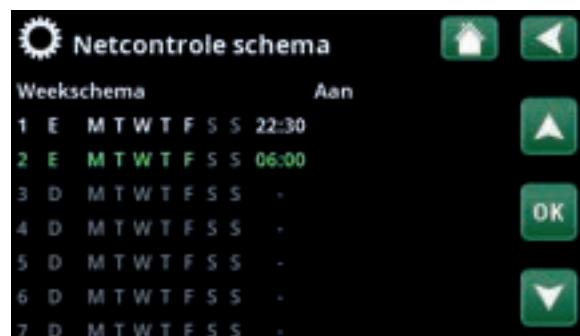 Netcontrole schema
Weekschema Aan
1 E M T W T F S S 22:30
2 E M T W T F S S 06:00
3 D M T W T F S S -
4 D M T W T F S S -
OK
5 D M T W T F S S -
6 D M T W T F S S -
7 D M T W T F S S